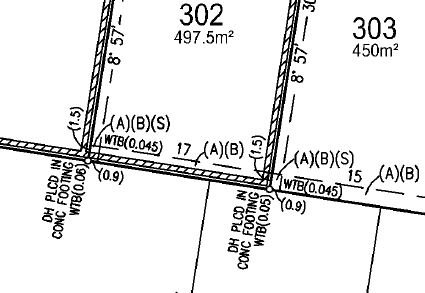 302
497.5m²
303
450m²
8° 57'
8° 57'
30
(1.5)
(A)(B)(S)
WTB(0.045)
17
(A)(B)
(0.9)
DH PLCD IN
CONC FOOTING
WTB(0.06)
(1.5)
(A)(B)(S)
WTB(0.045)
15
(A)(B)
(0.9)
DH PLCD IN
CONC FOOTING
WTB(0.05)